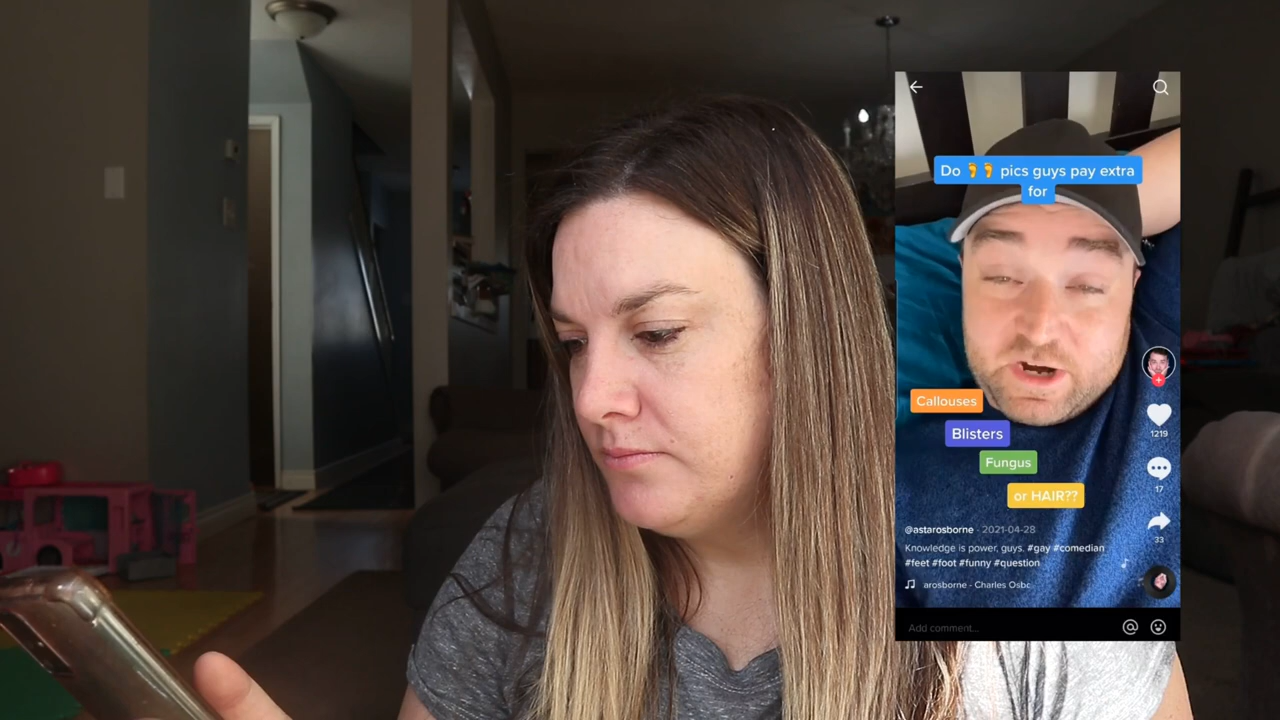 Do 👣 pics guys pay extra
for
Callouses
Blisters
Fungus
or HAIR??
1219
17
33
@astarosborne · 2021-04-28
Knowledge is power, guys. #gay #comedian
#feet #foot #funny #question
arosborne - Charles Osbc
Add comment...